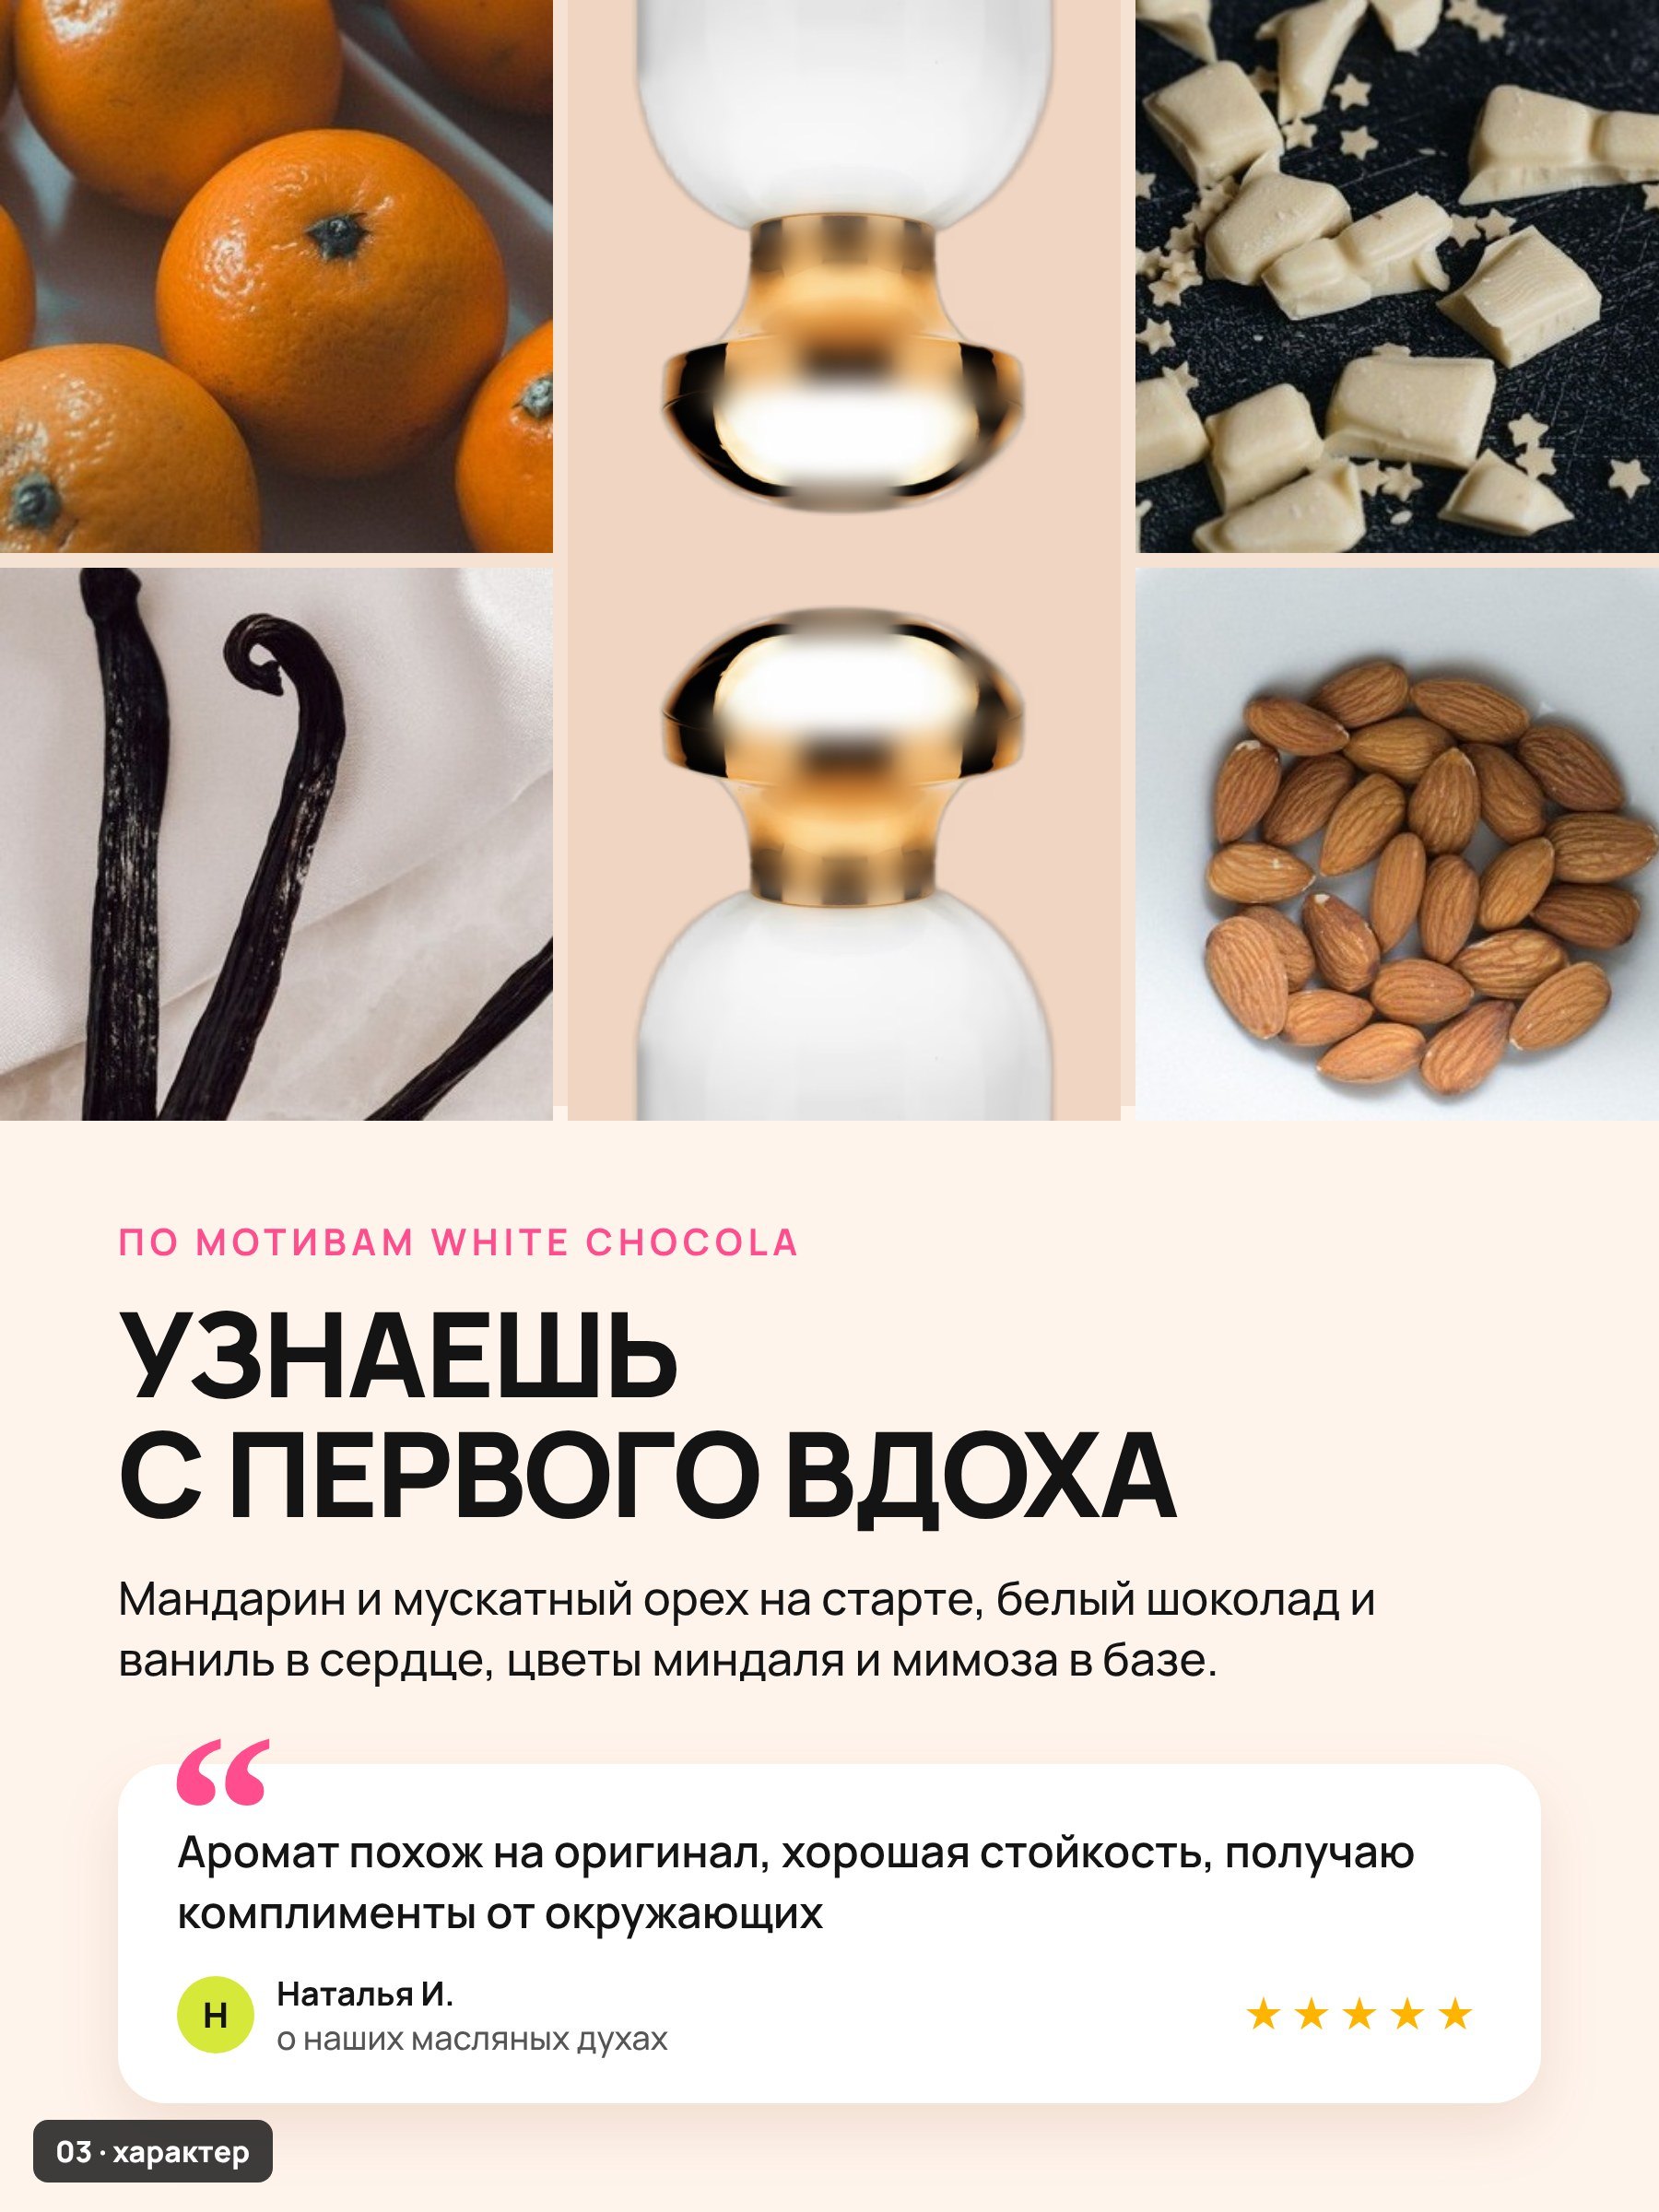 ПО МОТИВАМ WHITE CHOCOLA
УЗНАЕШЬ
С ПЕРВОГО ВДОХА
Мандарин и мускатный орех на старте, белый шоколад и
ваниль в сердце, цветы миндаля и мимоза в базе.
“
Аромат похож на оригинал, хорошая стойкость, получаю
комплименты от окружающих
Н
Наталья И.
о наших масляных духах
★★★★★
03 · характер